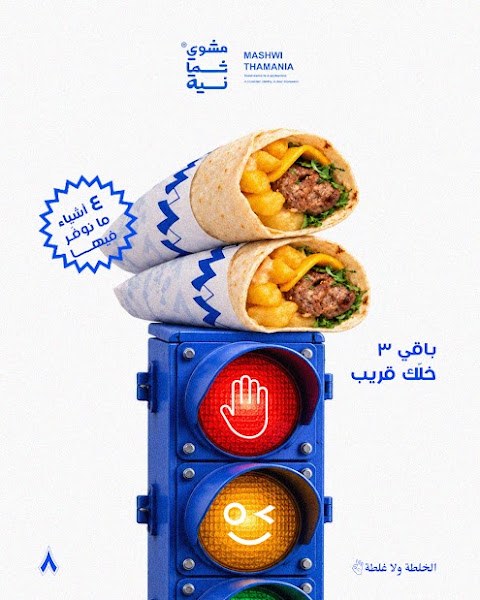 مشوي
ثما
نية
MASHWI
THAMANIA
٤ أشياء
ما نوفر
فيها
باقي ٣
خلك قريب
٨
الخلطة ولا غلطة